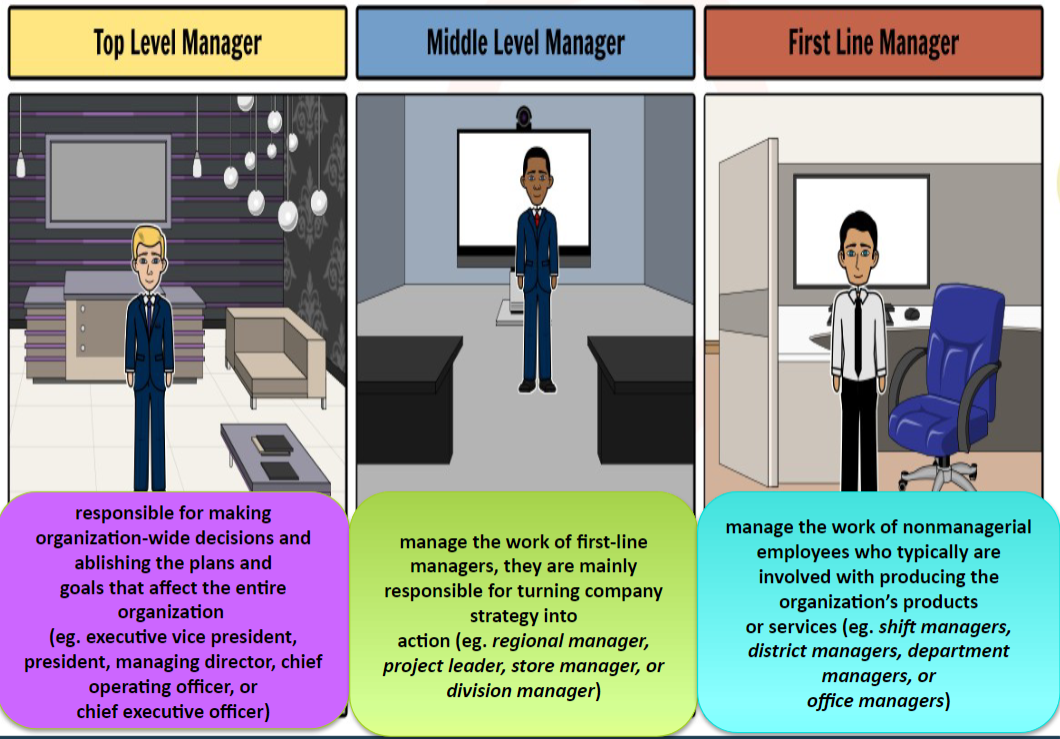 Top Level Manager
Middle Level Manager
First Line Manager
responsible for making
organization-wide decisions and
ablishing the plans and
goals that affect the entire
organization
(eg. executive vice president,
president, managing director, chief
operating officer, or
chief executive officer)
manage the work of first-line
managers, they are mainly
responsible for turning company
strategy into
action (eg. regional manager,
project leader, store manager, or
division manager)
manage the work of nonmanagerial
employees who typically are
involved with producing the
organization's products
or services (eg. shift managers,
district managers, department
managers, or
office managers)